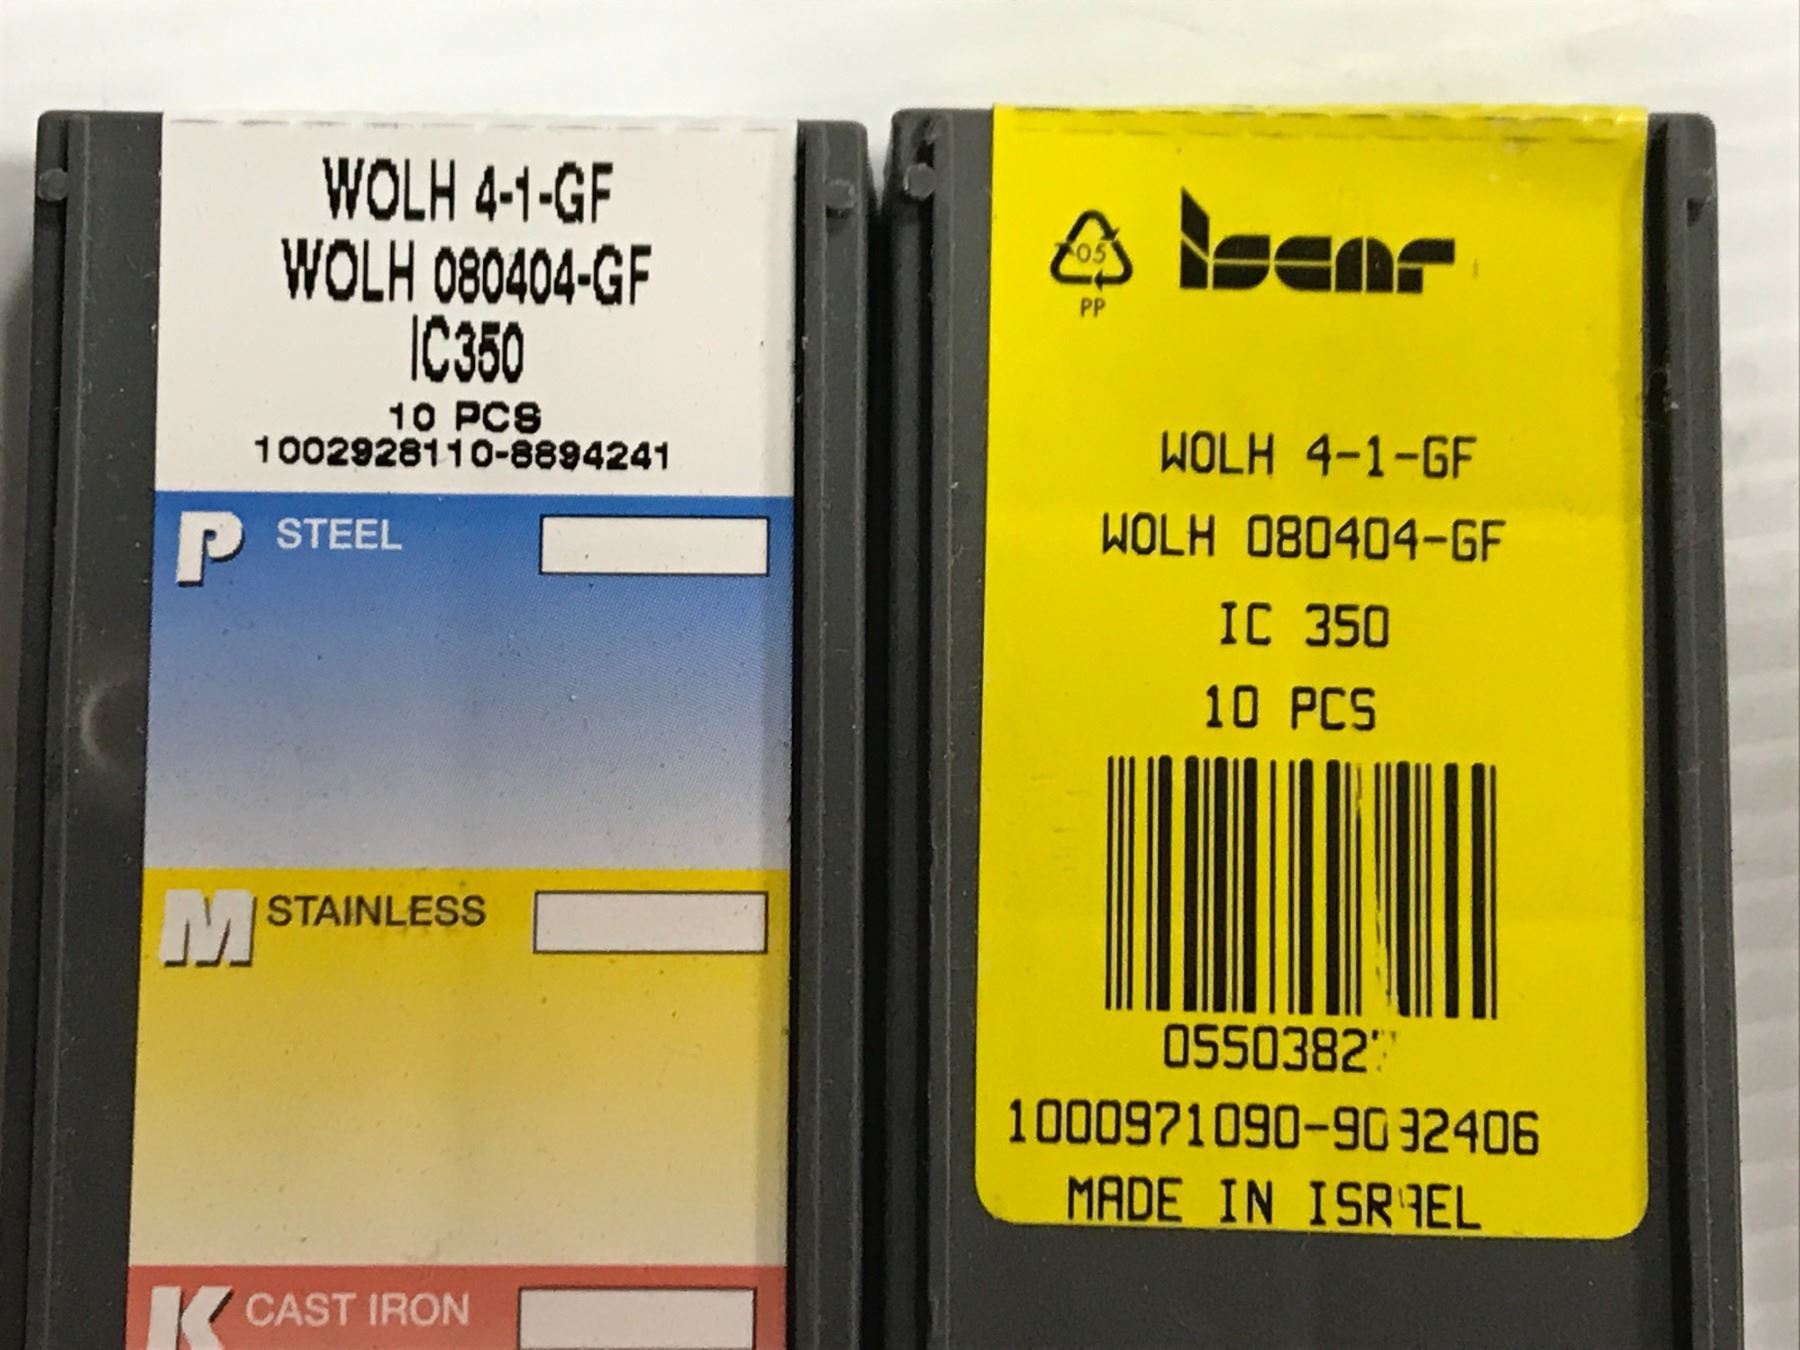 WOLH 4-1-GF
WOLH 080404-GF
IC350
10 PCS
1002928110-8894241
P STEEL
M STAINLESS
K CAST IRON
05
PP
iscar
WOLH 4-1-GF
WOLH 080404-GF
IC 350
10 PCS
MADE IN ISRAEL